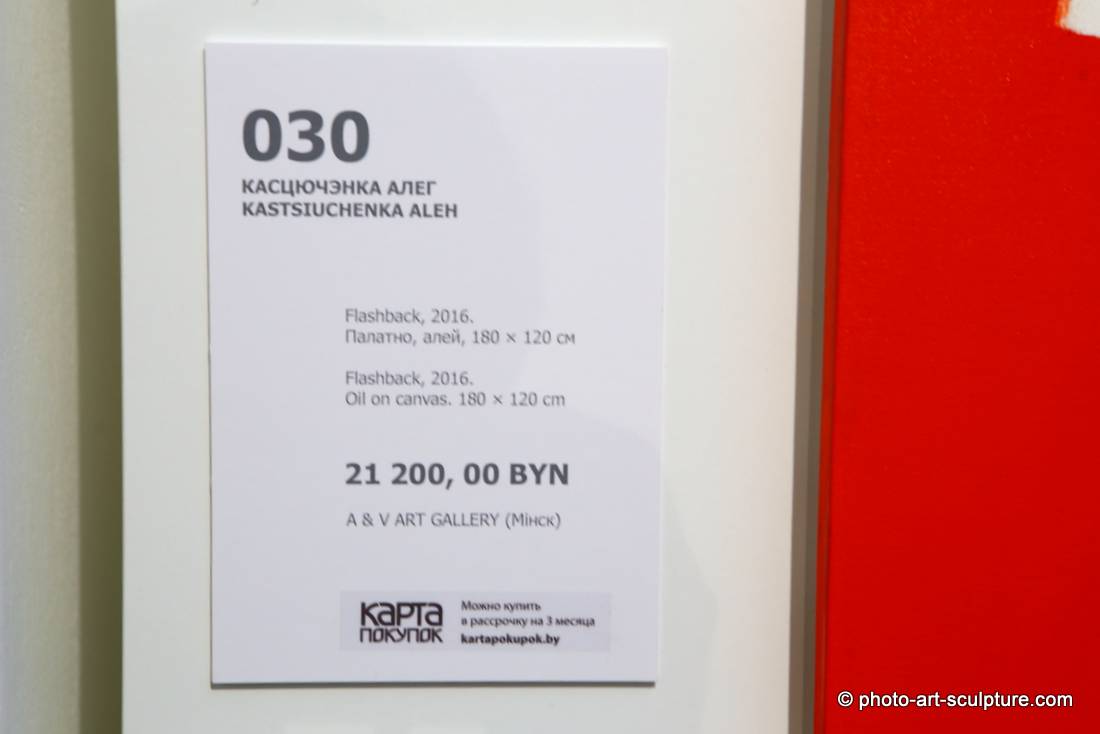 030
КАСЦЮЧЭНКА АЛЕГ
KASTSIUCHENKA ALEH
Flashback, 2016.
Палатно, алей, 180 × 120 см
Flashback, 2016.
Oil on canvas. 180 × 120 cm
21 200, 00 BYN
A & V ART GALLERY (Мінск)
карта
покупок
Можно купить
в рассрочку на 3 месяца
kartapokupok.by
© photo-art-sculpture.com